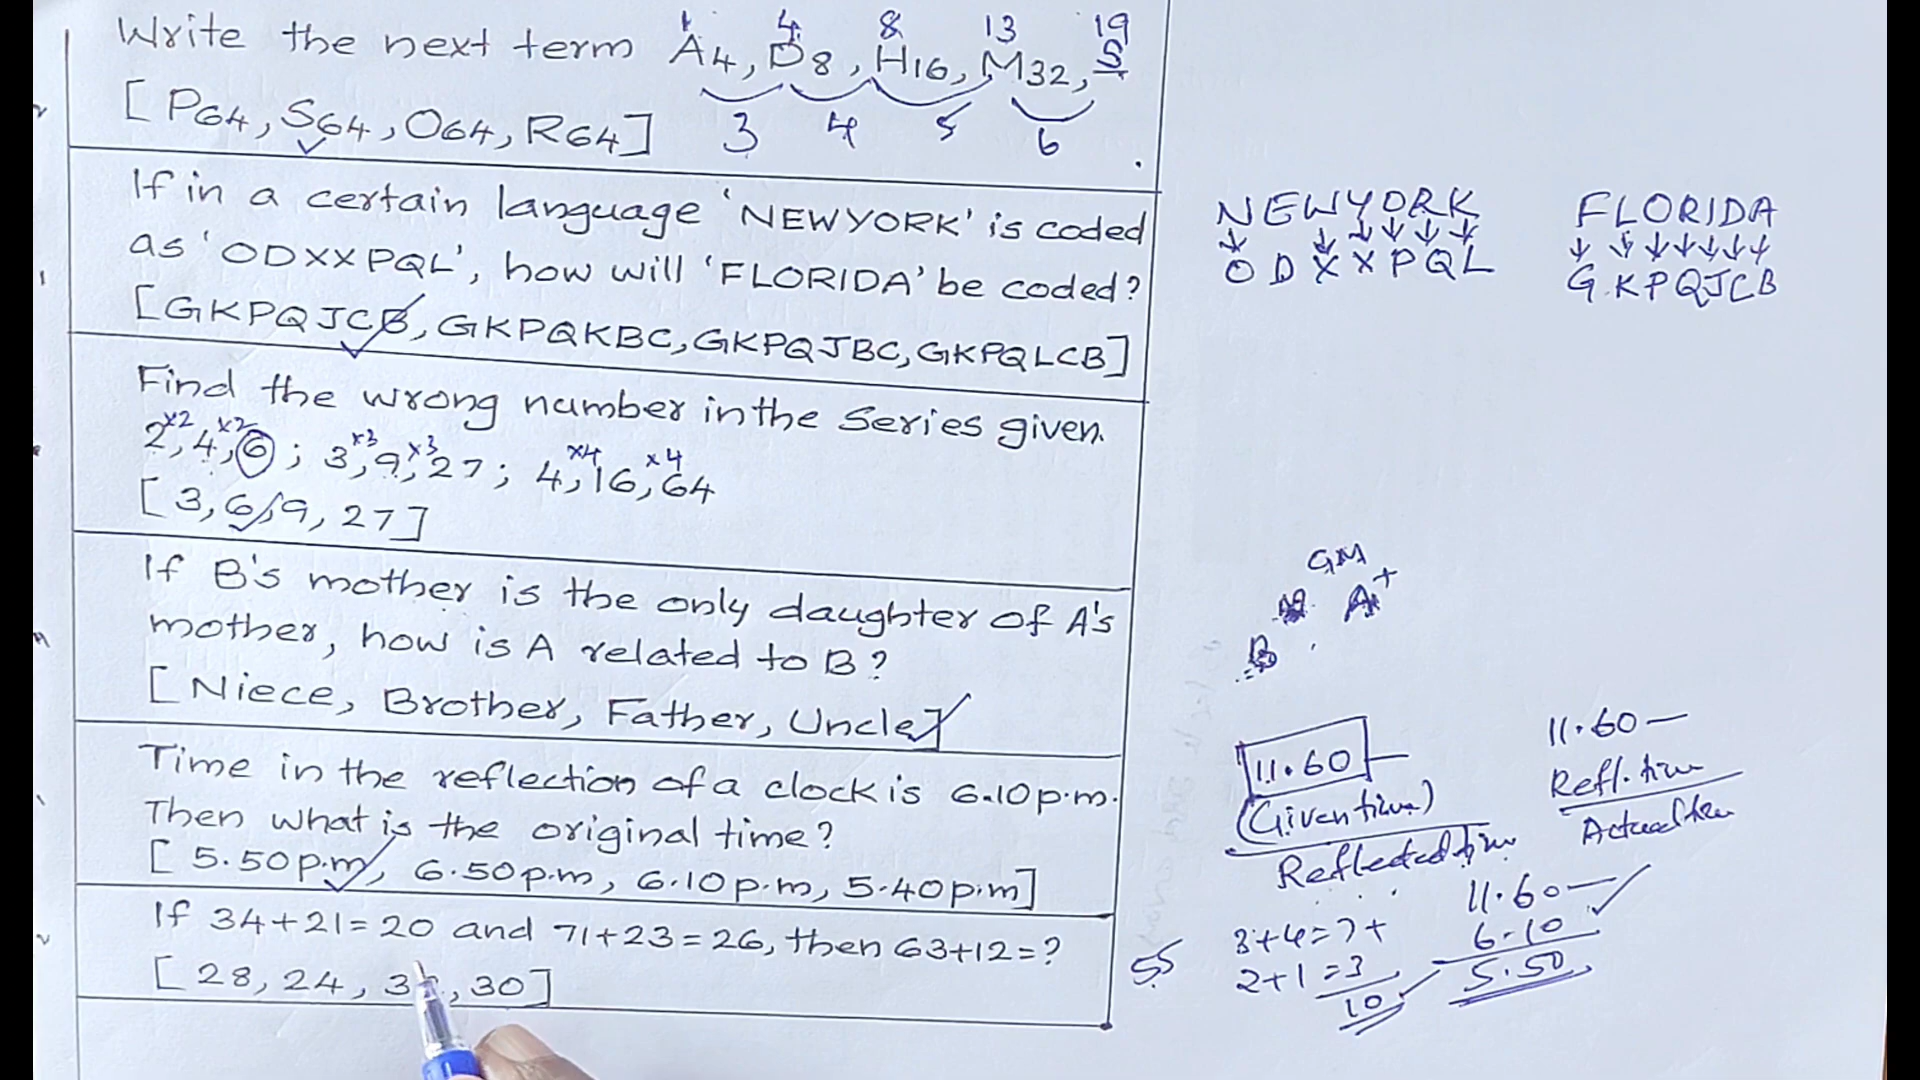 Write the next term A4, D8, H16, M32, S
1 4 8 13 19
[P64, S64, O64, R64]
3 4 5 6
If in a certain language 'NEWYORK' is coded
as 'ODXXPQL', how will 'FLORIDA' be coded?
[GKPQJCB, GKPQKBC, GKPQJBC, GKPQLCB]
Find the wrong number in the Series given.
×2 ×2 ×3 ×3 ×4 ×4
2, 4, 6 ; 3, 9, 27 ; 4, 16, 64
[3, 6, 9, 27]
If B's mother is the only daughter of A's
mother, how is A related to B?
[Niece, Brother, Father, Uncle]
Time in the reflection of a clock is 6.10 p.m.
Then what is the original time?
[5.50 p.m, 6.50 p.m, 6.10 p.m, 5.40 p.m]
If 34+21=20 and 71+23=26, then 63+12=?
[28, 24, 3, 30]
NEWYORK
ODXXPQL
FLORIDA
GKPQJCB
GM
A+
B
11.60 —
(Given time)
Reflected time
11.60 —
Refl. time
Actual time
11.60 —
6.10
5.50
55
3+4=7+
2+1=3
10